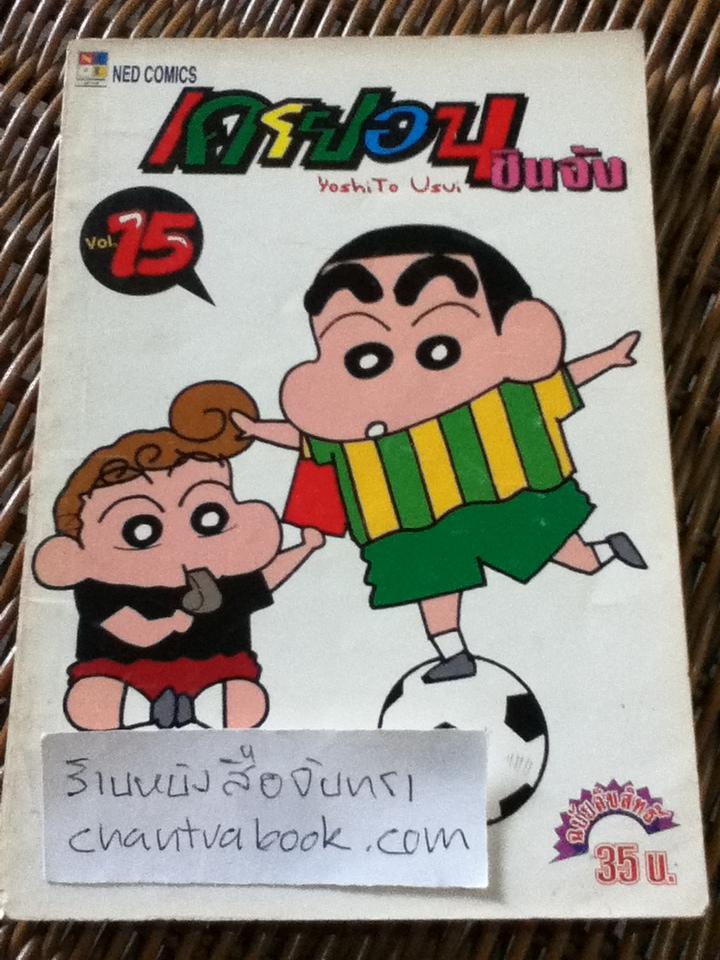 NED COMICS
เครยอน
ชินจัง
YoshiTo Usui
Vol. 15
ร้านหนังสือจันทรา
chantrabook.com
ฉบับลิขสิทธิ์
35 บ.